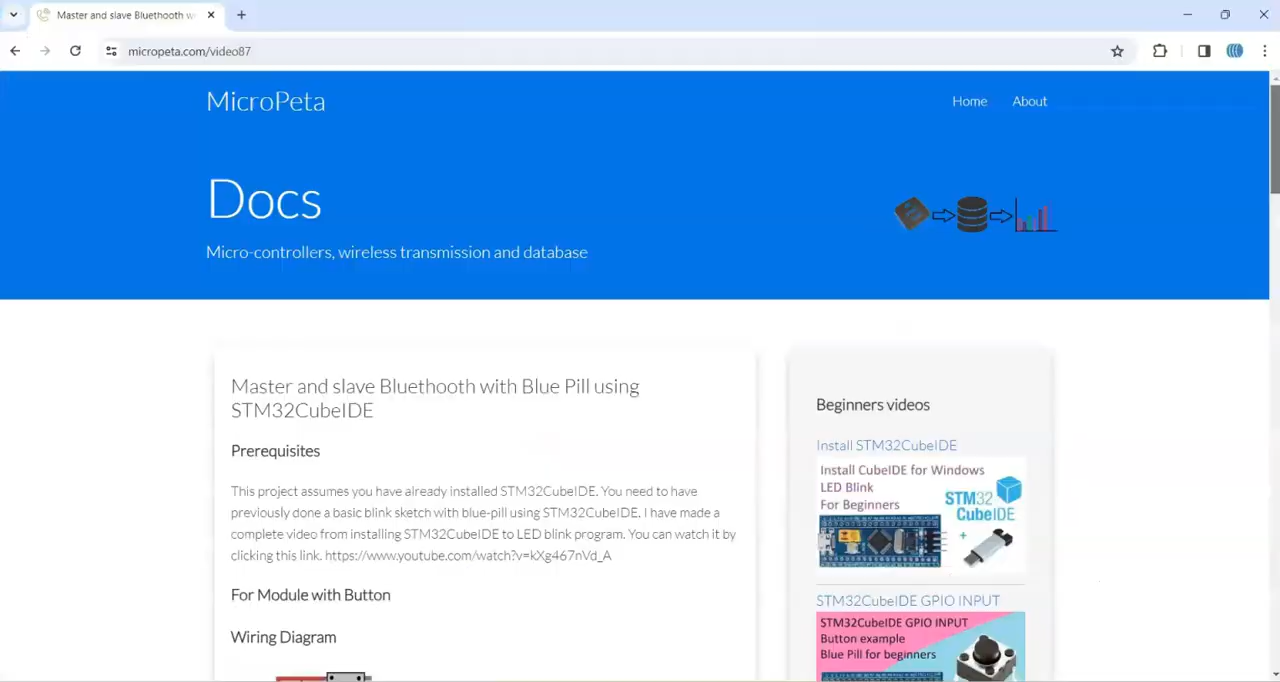 Master and slave Bluethooth w
micropeta.com/video87
MicroPeta
Home
About
Docs
Micro-controllers, wireless transmission and database
Master and slave Bluethooth with Blue Pill using
STM32CubeIDE
Prerequisites
This project assumes you have already installed STM32CubeIDE. You need to have
previously done a basic blink sketch with blue-pill using STM32CubeIDE. I have made a
complete video from installing STM32CubeIDE to LED blink program. You can watch it by
clicking this link. https://www.youtube.com/watch?v=kXg467nVd_A
For Module with Button
Wiring Diagram
Beginners videos
Install STM32CubeIDE
Install CubeIDE for Windows
LED Blink
For Beginners
STM32
CubeIDE
STM32CubeIDE GPIO INPUT
STM32CubeIDE GPIO INPUT
Button example
Blue Pill for beginners